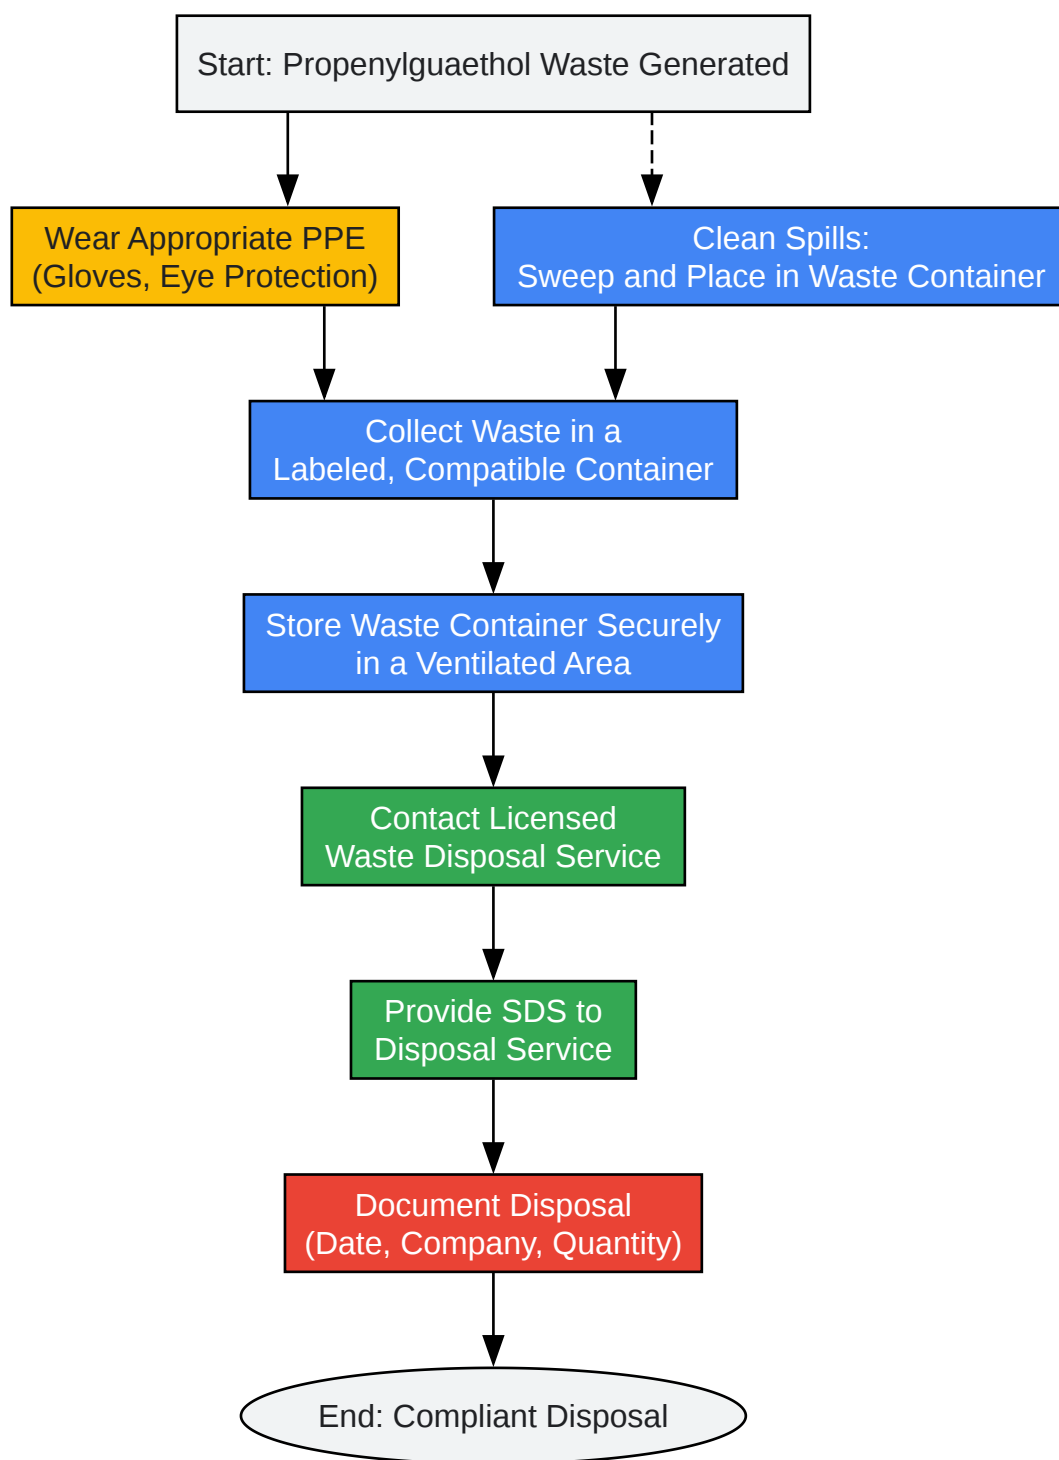 Start: Propenylguaethol Waste Generated
Wear Appropriate PPE
(Gloves, Eye Protection)
Clean Spills:
Sweep and Place in Waste Container
Collect Waste in a
Labeled, Compatible Container
Store Waste Container Securely
in a Ventilated Area
Contact Licensed
Waste Disposal Service
Provide SDS to
Disposal Service
Document Disposal
(Date, Company, Quantity)
End: Compliant Disposal